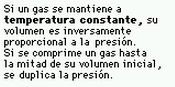 Si un gas se mantiene a
temperatura constante, su
volumen es inversamente
proporcional a la presión.
Si se comprime un gas hasta
la mitad de su volumen inicial,
se duplica la presión.